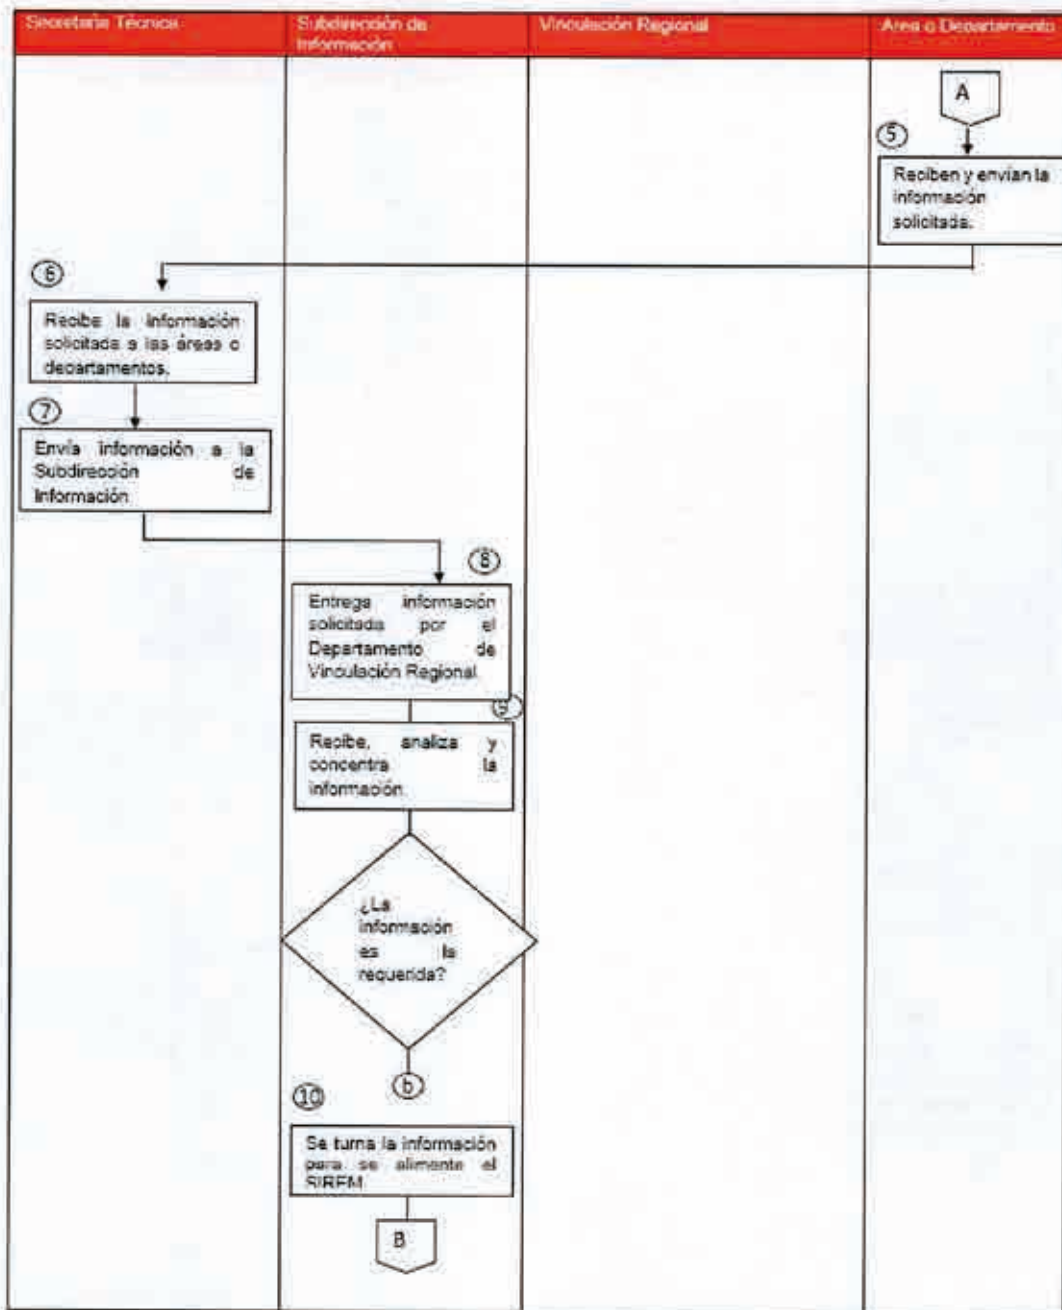 Secretaría Técnica
Subdirección de
Información
Vinculación Regional
Area o Departamento
A
5
Reciben y envían la
información
solicitada.
6
Recibe la información
solicitada a las áreas o
departamentos.
7
Envía información a la
Subdirección de
Información
8
Entrega información
solicitada por el
Departamento de
Vinculación Regional.
9
Recibe, analiza y
concentra la
información.
¿La
información
es la
requerida?
b
10
Se turna la información
para se alimente el
SIREM.
B